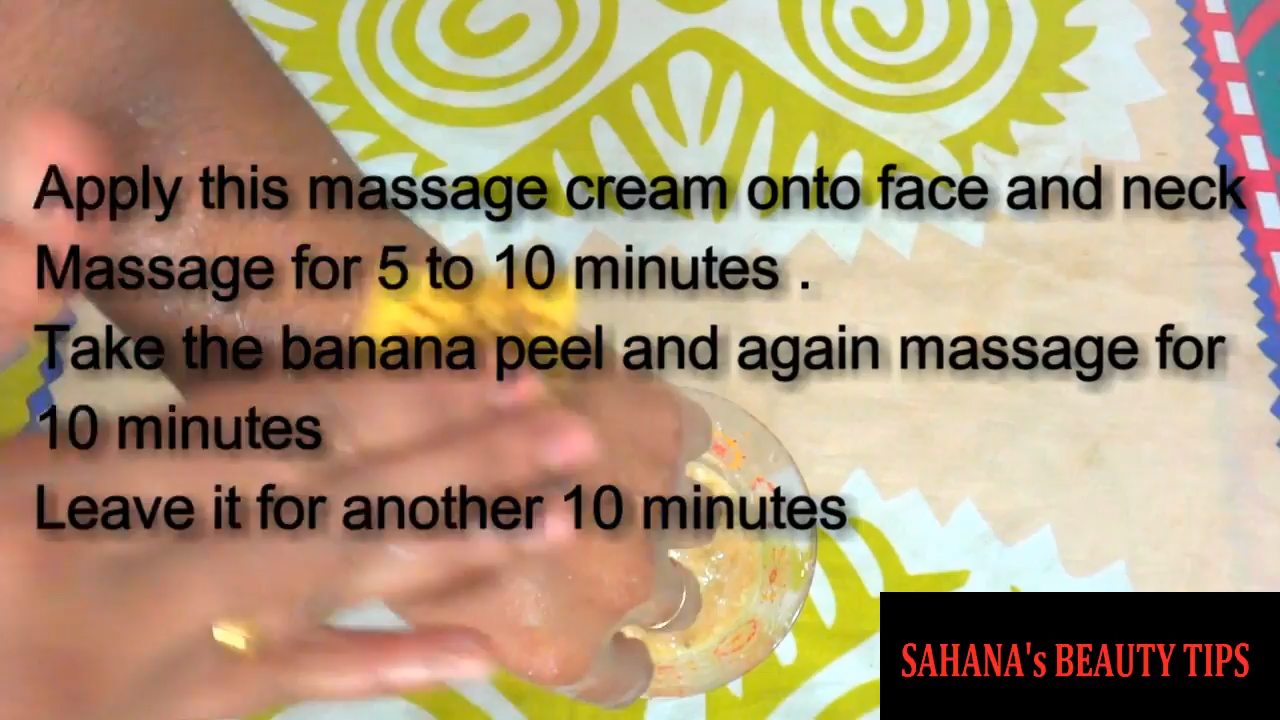 Apply this massage cream onto face and neck
Massage for 5 to 10 minutes .
Take the banana peel and again massage for
10 minutes
Leave it for another 10 minutes
SAHANA's BEAUTY TIPS